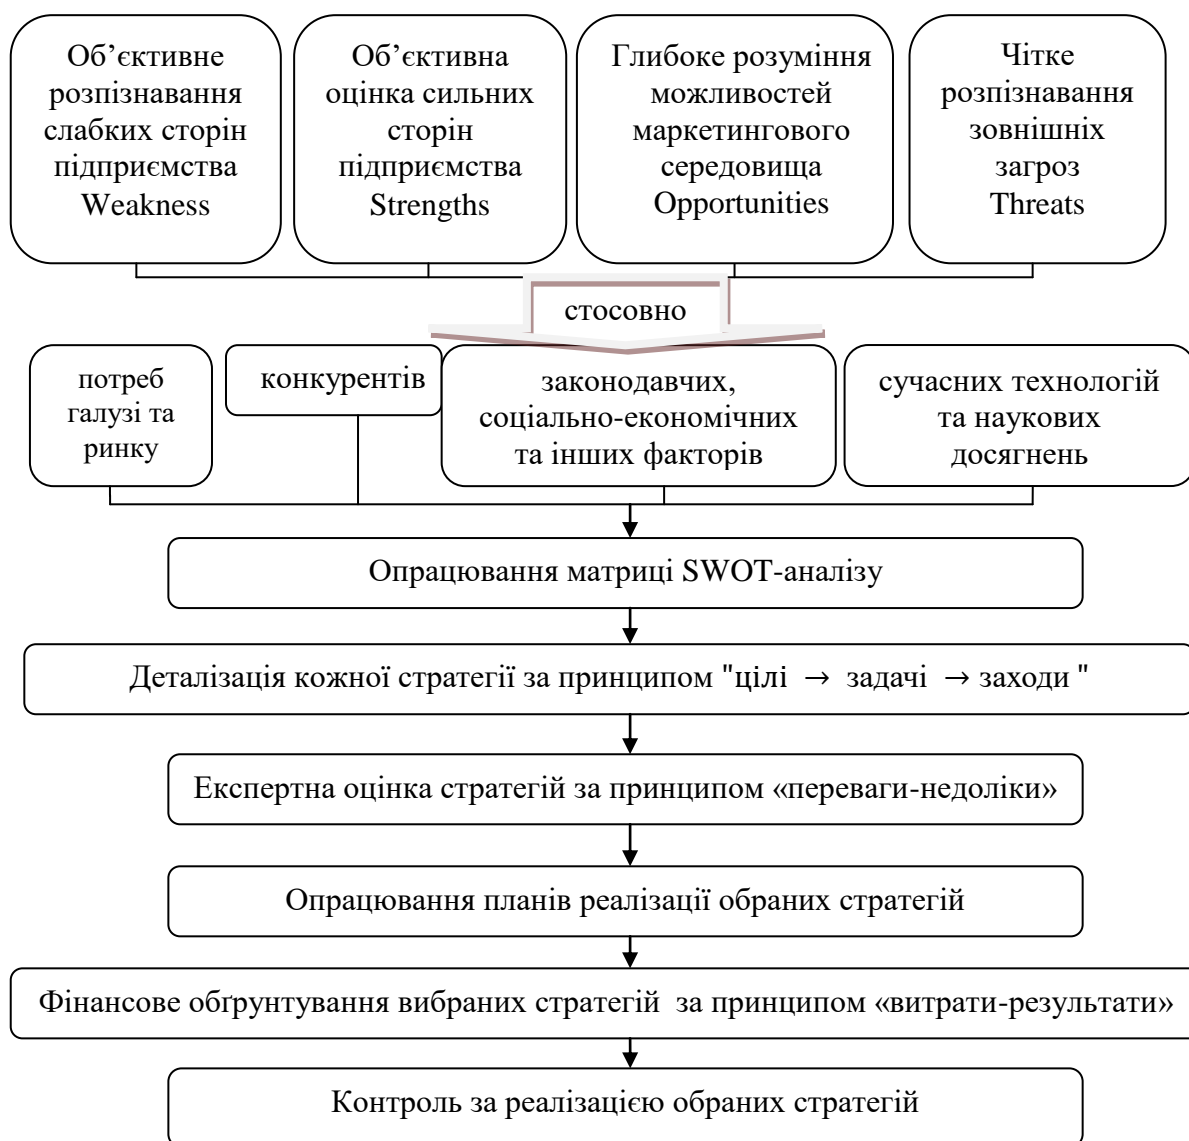 Об’єктивне
розпізнавання
слабких сторін
підприємства
Weakness
Об’єктивна
оцінка сильних
сторін
підприємства
Strengths
Глибоке розуміння
можливостей
маркетингового
середовища
Opportunities
Чітке
розпізнавання
зовнішніх
загроз
Threats
стосовно
потреб
галузі та
ринку
конкурентів
законодавчих,
соціально-економічних
та інших факторів
сучасних технологій
та наукових
досягнень
Опрацювання матриці SWOT-аналізу
Деталізація кожної стратегії за принципом "цілі → задачі → заходи "
Експертна оцінка стратегій за принципом «переваги-недоліки»
Опрацювання планів реалізації обраних стратегій
Фінансове обґрунтування вибраних стратегій за принципом «витрати-результати»
Контроль за реалізацією обраних стратегій